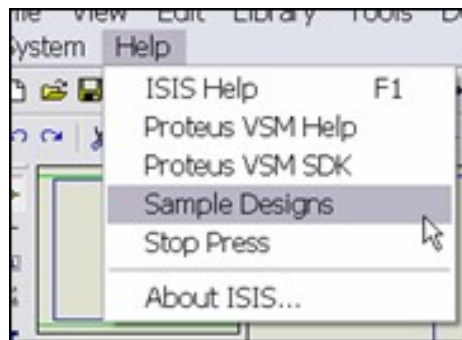 View Edit Library Tools
System Help
ISIS Help F1
Proteus VSM Help
Proteus VSM SDK
Sample Designs
Stop Press
About ISIS...